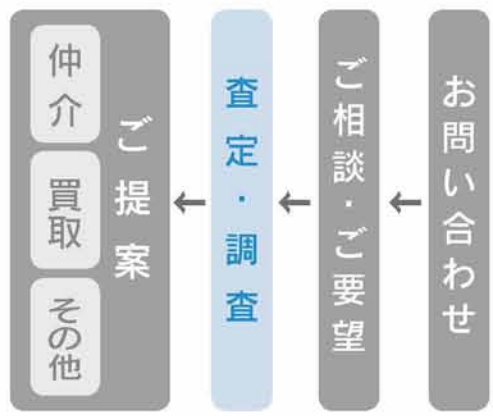 お問い合わせ
ご相談・ご要望
査定・調査
ご提案
仲介
買取
その他